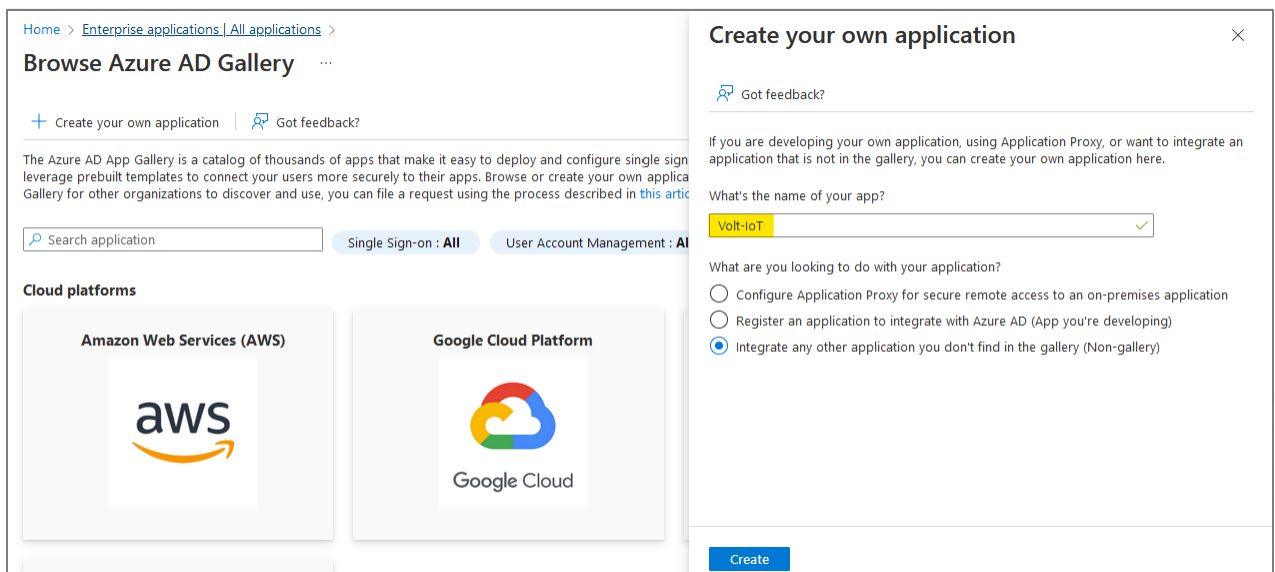 Home > Enterprise applications | All applications >
Browse Azure AD Gallery ...
Create your own application
Got feedback?
The Azure AD App Gallery is a catalog of thousands of apps that make it easy to deploy and configure single sign
leverage prebuilt templates to connect your users more securely to their apps. Browse or create your own applica
Gallery for other organizations to discover and use, you can file a request using the process described in this artic
Search application
Single Sign-on : All
User Account Management : Al
Cloud platforms
Amazon Web Services (AWS)
aws
Google Cloud Platform
Google Cloud
Create your own application
Got feedback?
If you are developing your own application, using Application Proxy, or want to integrate an
application that is not in the gallery, you can create your own application here.
What's the name of your app?
Volt-IoT
What are you looking to do with your application?
Configure Application Proxy for secure remote access to an on-premises application
Register an application to integrate with Azure AD (App you're developing)
Integrate any other application you don't find in the gallery (Non-gallery)
Create